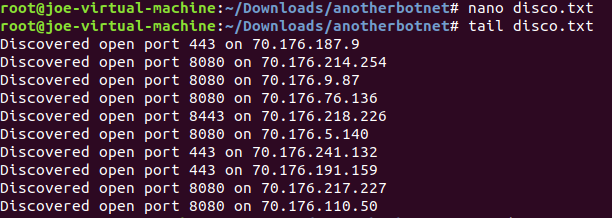 root@joe-virtual-machine:~/Downloads/anotherbotnet# nano disco.txt
root@joe-virtual-machine:~/Downloads/anotherbotnet# tail disco.txt
Discovered open port 443 on 70.176.187.9
Discovered open port 8080 on 70.176.214.254
Discovered open port 8080 on 70.176.9.87
Discovered open port 8080 on 70.176.76.136
Discovered open port 8443 on 70.176.218.226
Discovered open port 8080 on 70.176.5.140
Discovered open port 443 on 70.176.241.132
Discovered open port 443 on 70.176.191.159
Discovered open port 8080 on 70.176.217.227
Discovered open port 8080 on 70.176.110.50